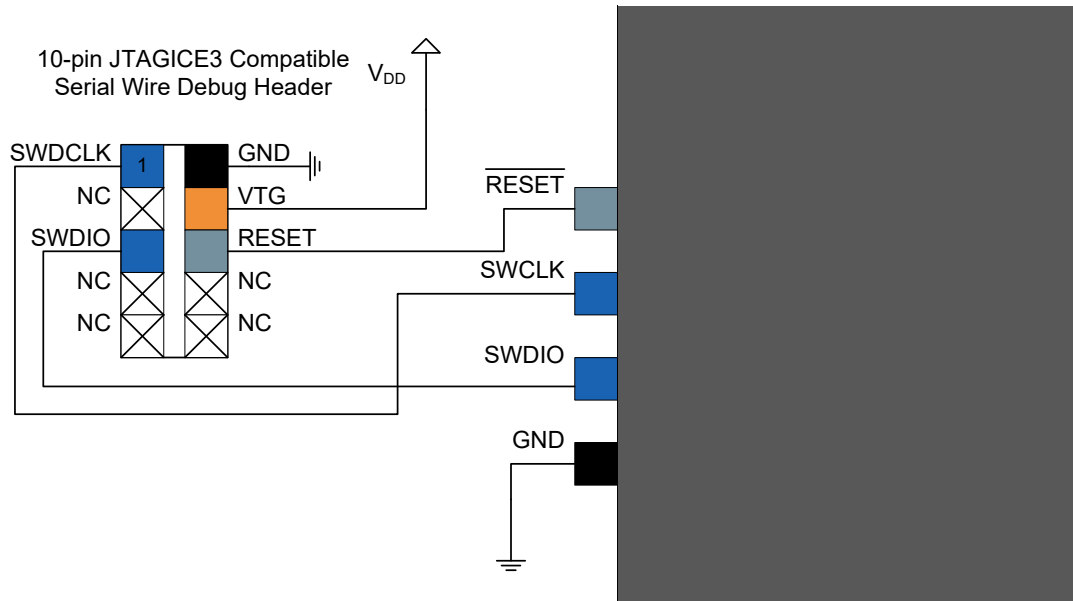 10-pin JTAGICE3 Compatible
Serial Wire Debug Header
VDD
SWDCLK
1
GND
NC
VTG
SWDIO
RESET
NC
NC
NC
NC
RESET
SWCLK
SWDIO
GND